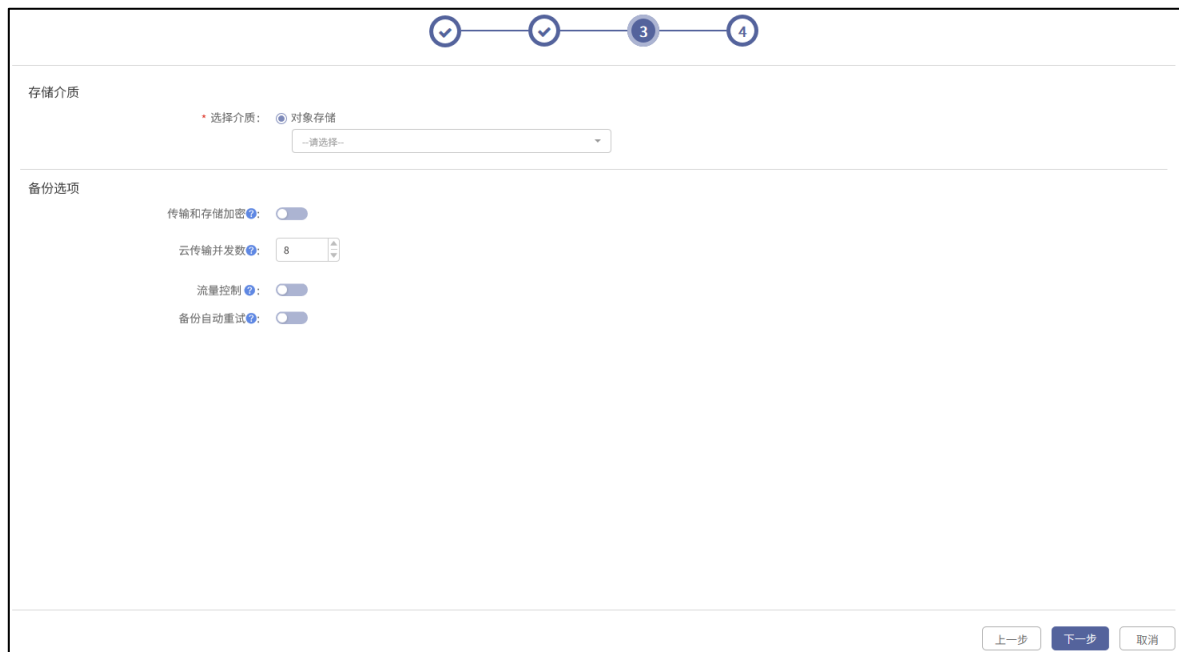 3
4
存储介质
* 选择介质: 对象存储
--请选择--
备份选项
传输和存储加密?:
云传输并发数?: 8
流量控制 ?:
备份自动重试?:
上一步 下一步 取消